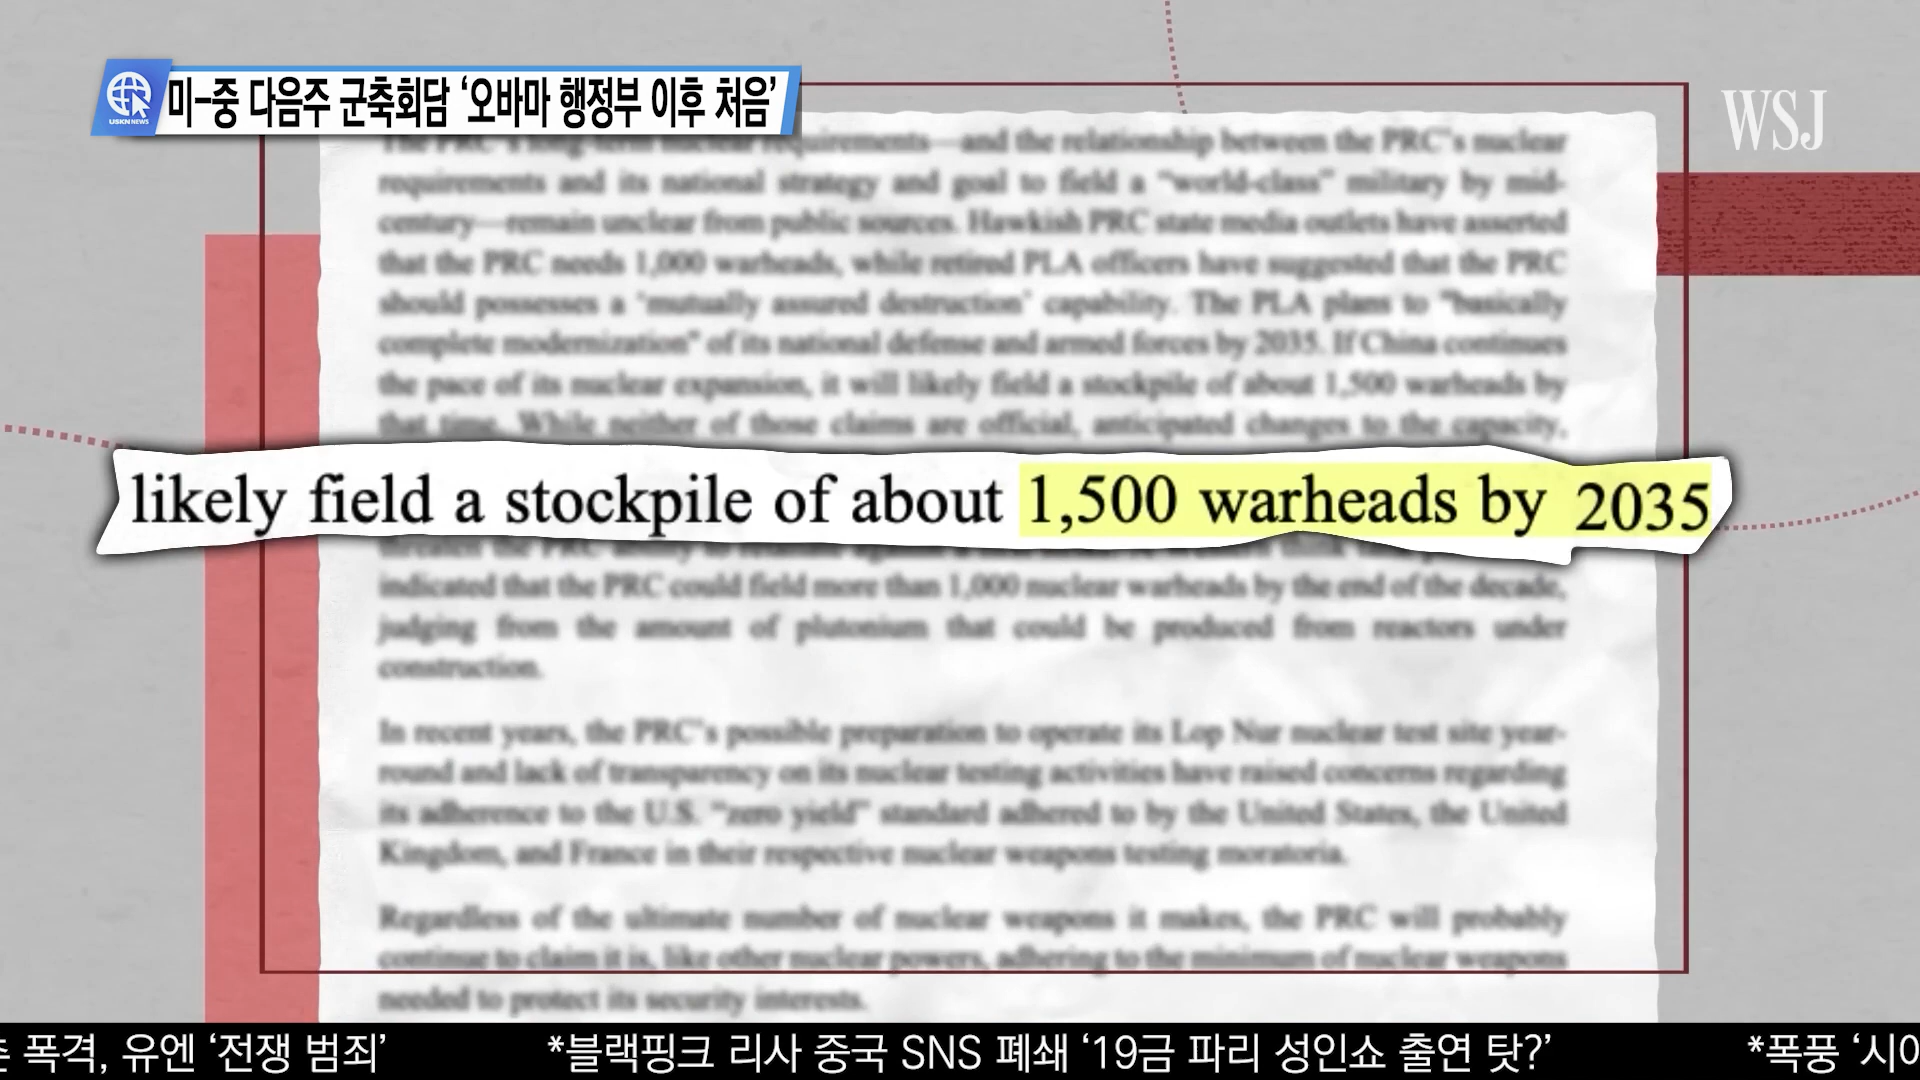 미-중 다음주 군축회담 ‘오바마 행정부 이후 처음’
USKN NEWS
WSJ
The PRC's long-term nuclear requirements—and the relationship between the PRC's nuclear
requirements and its national strategy and goal to field a “world-class” military by mid-
century—remain unclear from public sources. Hawkish PRC state media outlets have asserted
that the PRC needs 1,000 warheads, while retired PLA officers have suggested that the PRC
should possesses a ‘mutually assured destruction’ capability. The PLA plans to "basically
complete modernization" of its national defense and armed forces by 2035. If China continues
the pace of its nuclear expansion, it will likely field a stockpile of about 1,500 warheads by
that time. While neither of those claims are official, anticipated changes to the capacity,
likely field a stockpile of about 1,500 warheads by 2035
threaten the PRC ability to retaliate against a
indicated that the PRC could field more than 1,000 nuclear warheads by the end of the decade,
judging from the amount of plutonium that could be produced from reactors under
construction.
In recent years, the PRC's possible preparation to operate its Lop Nur nuclear test site year-
round and lack of transparency on its nuclear testing activities have raised concerns regarding
its adherence to the U.S. “zero yield” standard adhered to by the United States, the United
Kingdom, and France in their respective nuclear weapons testing moratoria.
Regardless of the ultimate number of nuclear weapons it makes, the PRC will probably
continue to claim it is, like other nuclear powers, adhering to the minimum of nuclear weapons
needed to protect its security interests.
폭격, 유엔 ‘전쟁 범죄’ *블랙핑크 리사 중국 SNS 폐쇄 ‘19금 파리 성인쇼 출연 탓?’ *폭풍 ‘시아